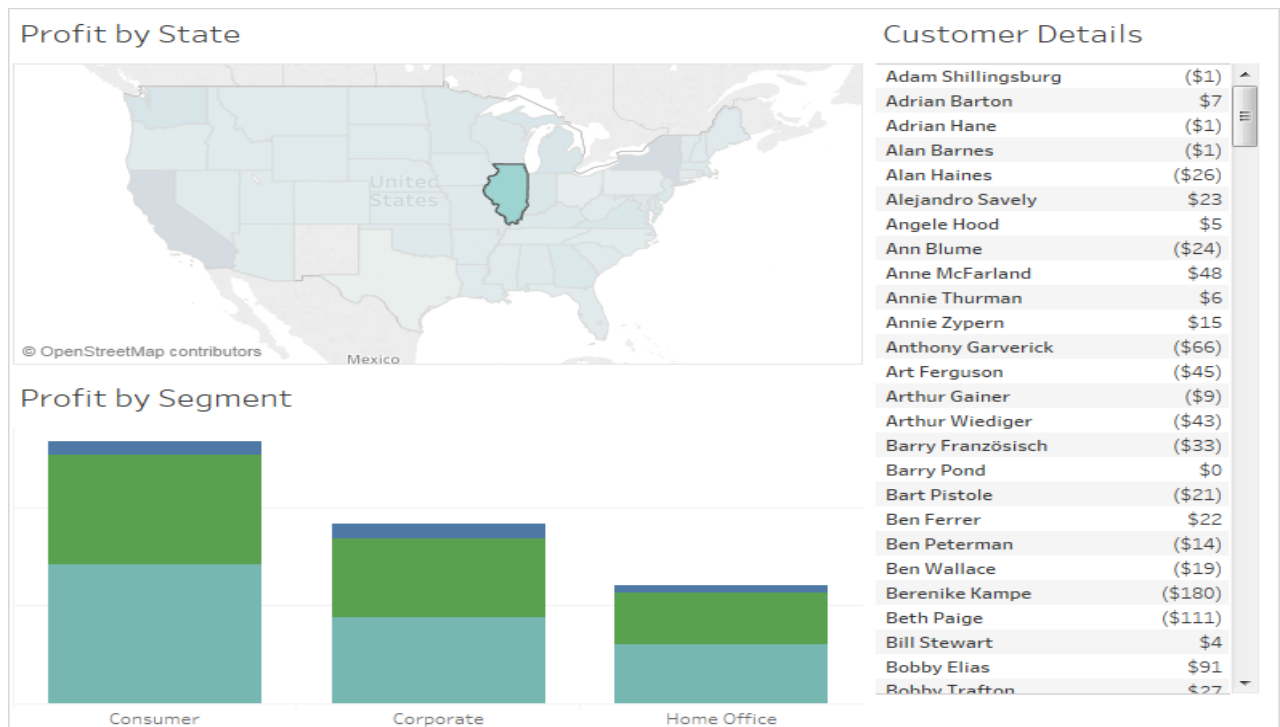 Profit by State
United
States
© OpenStreetMap contributors
Mexico
Profit by Segment
Consumer
Corporate
Home Office
Customer Details
Adam Shillingsburg ($1)
Adrian Barton $7
Adrian Hane ($1)
Alan Barnes ($1)
Alan Haines ($26)
Alejandro Savely $23
Angele Hood $5
Ann Blume ($24)
Anne McFarland $48
Annie Thurman $6
Annie Zypern $15
Anthony Garverick ($66)
Art Ferguson ($45)
Arthur Gainer ($9)
Arthur Wiediger ($43)
Barry Französisch ($33)
Barry Pond $0
Bart Pistole ($21)
Ben Ferrer $22
Ben Peterman ($14)
Ben Wallace ($19)
Berenike Kampe ($180)
Beth Paige ($111)
Bill Stewart $4
Bobby Elias $91
Bobby Trafton $27